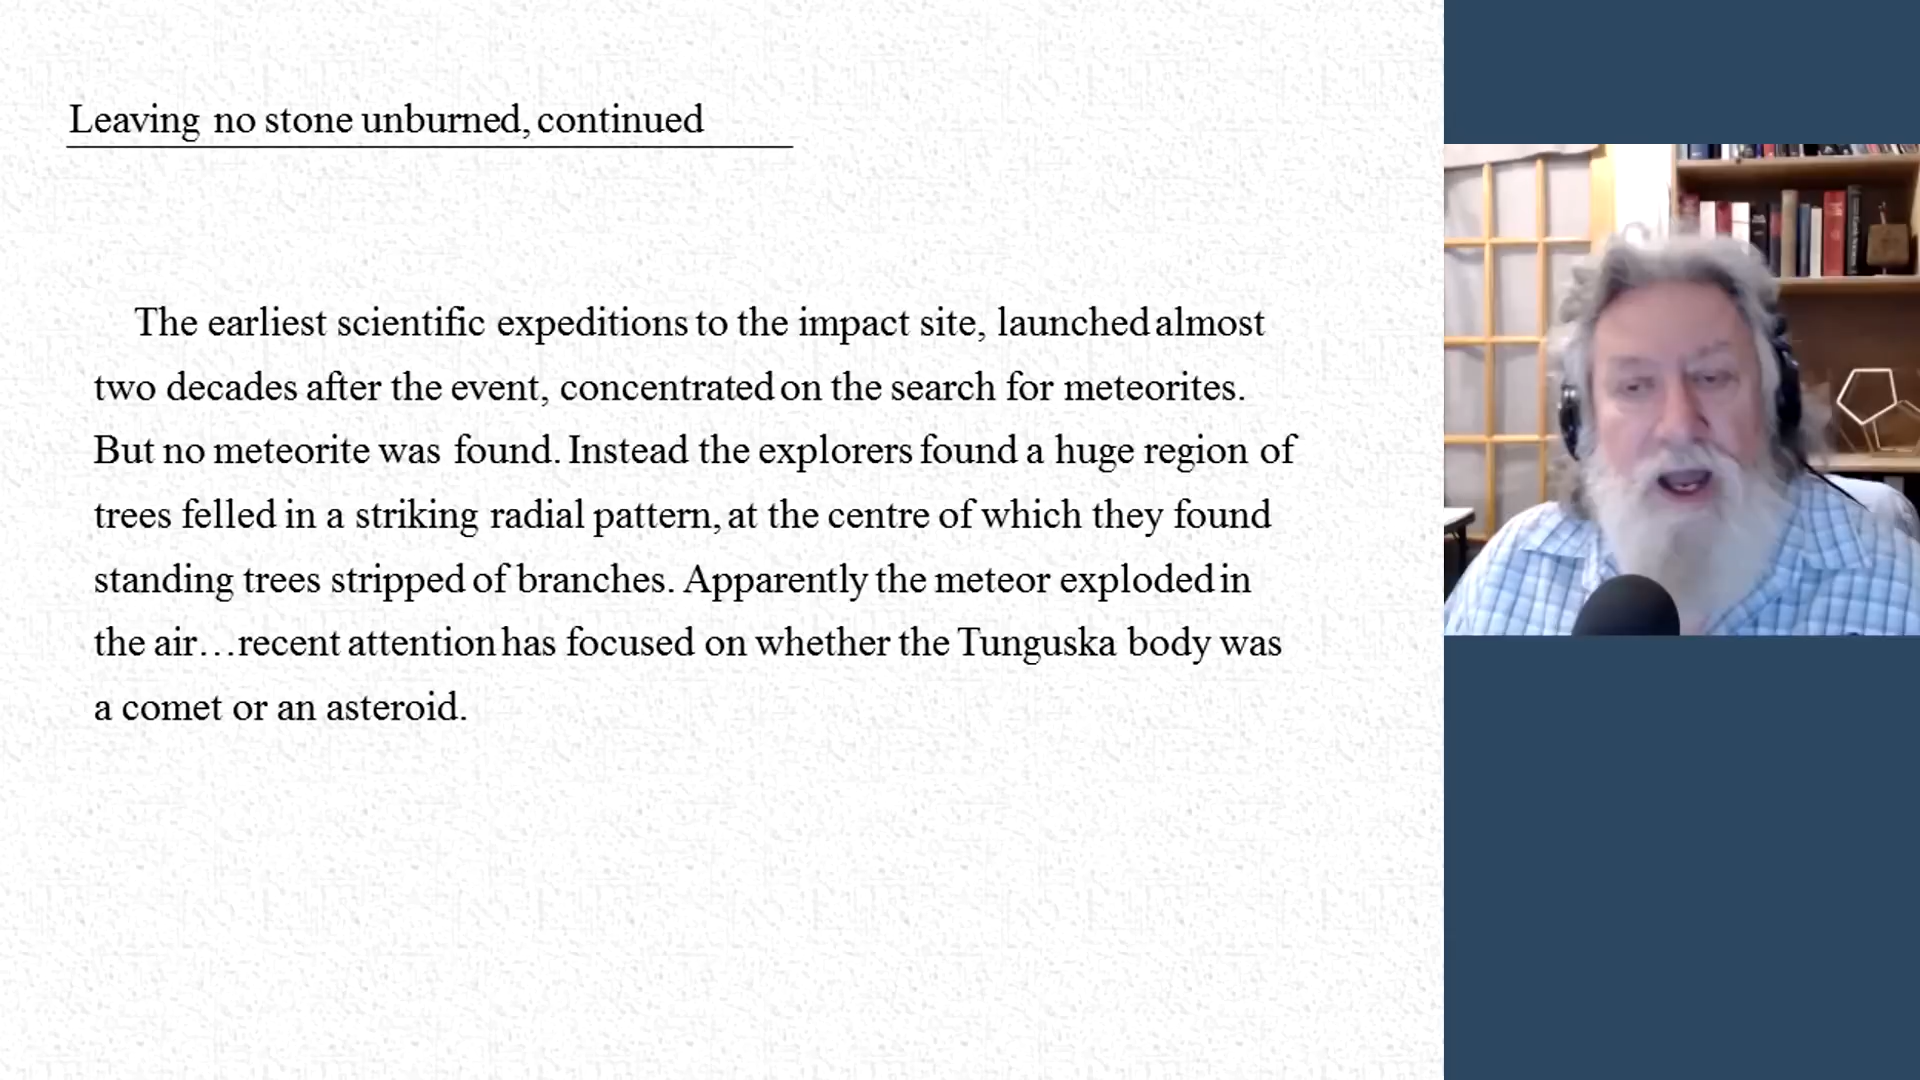 Leaving no stone unburned, continued
The earliest scientific expeditions to the impact site, launched almost
two decades after the event, concentrated on the search for meteorites.
But no meteorite was found. Instead the explorers found a huge region of
trees felled in a striking radial pattern, at the centre of which they found
standing trees stripped of branches. Apparently the meteor exploded in
the air…recent attention has focused on whether the Tunguska body was
a comet or an asteroid.